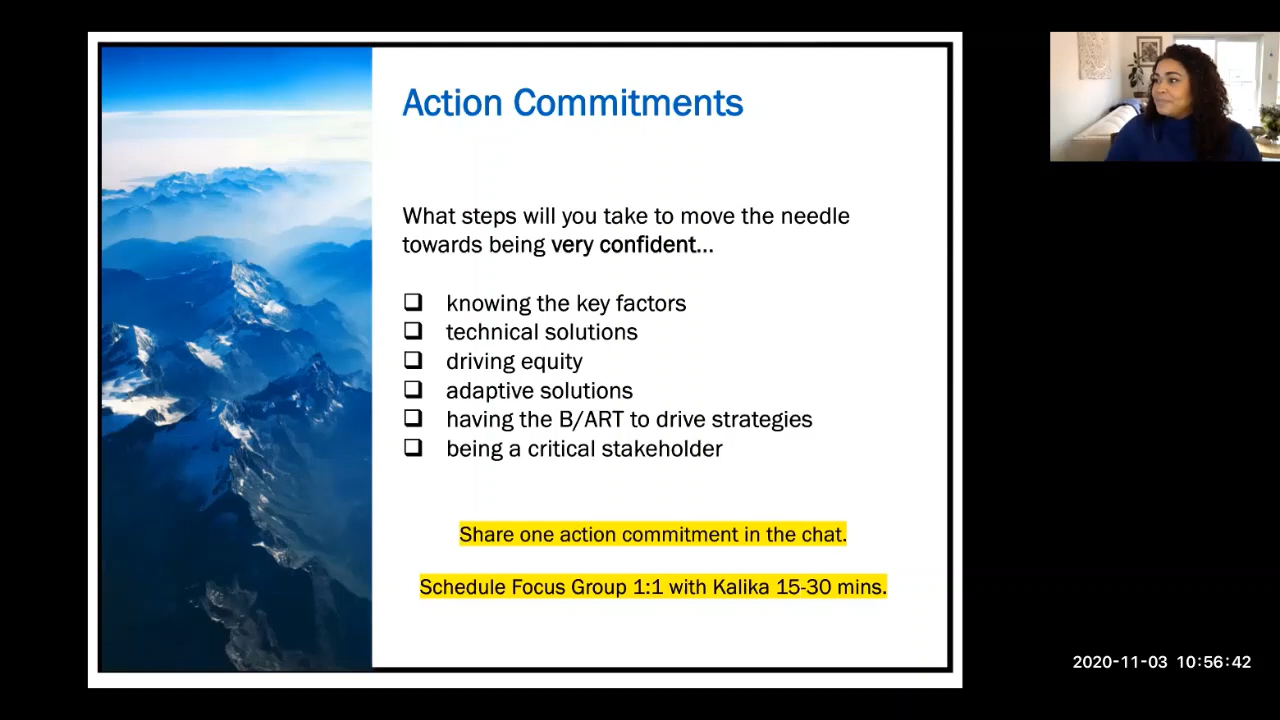 Action Commitments
What steps will you take to move the needle
towards being very confident...
❑ knowing the key factors
❑ technical solutions
❑ driving equity
❑ adaptive solutions
❑ having the B/ART to drive strategies
❑ being a critical stakeholder
Share one action commitment in the chat.
Schedule Focus Group 1:1 with Kalika 15-30 mins.
2020-11-03 10:56:42